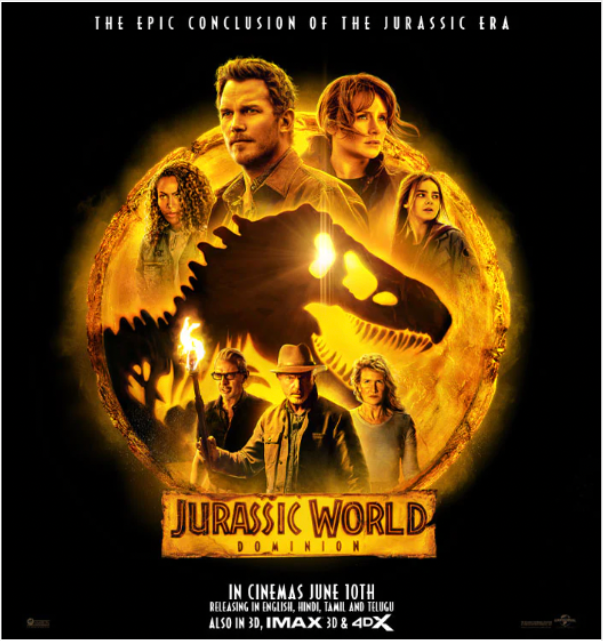 THE EPIC CONCLUSION OF THE JURASSIC ERA
JURASSIC WORLD
DOMINION
IN CINEMAS JUNE 10TH
RELEASING IN ENGLISH, HINDI, TAMIL AND TELUGU
ALSO IN 3D, IMAX 3D & 4DX